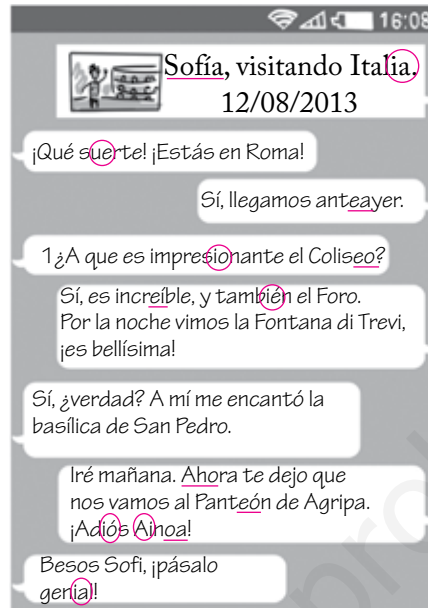 16:08
Sofía, visitando Italia.
12/08/2013
¡Qué suerte! ¡Estás en Roma!
Sí, llegamos anteayer.
1¿A que es impresionante el Coliseo?
Sí, es increíble, y también el Foro.
Por la noche vimos la Fontana di Trevi,
¡es bellísima!
Sí, ¿verdad? A mí me encantó la
basílica de San Pedro.
Iré mañana. Ahora te dejo que
nos vamos al Panteón de Agripa.
¡Adiós Ainoa!
Besos Sofi, ¡pásalo
genial!